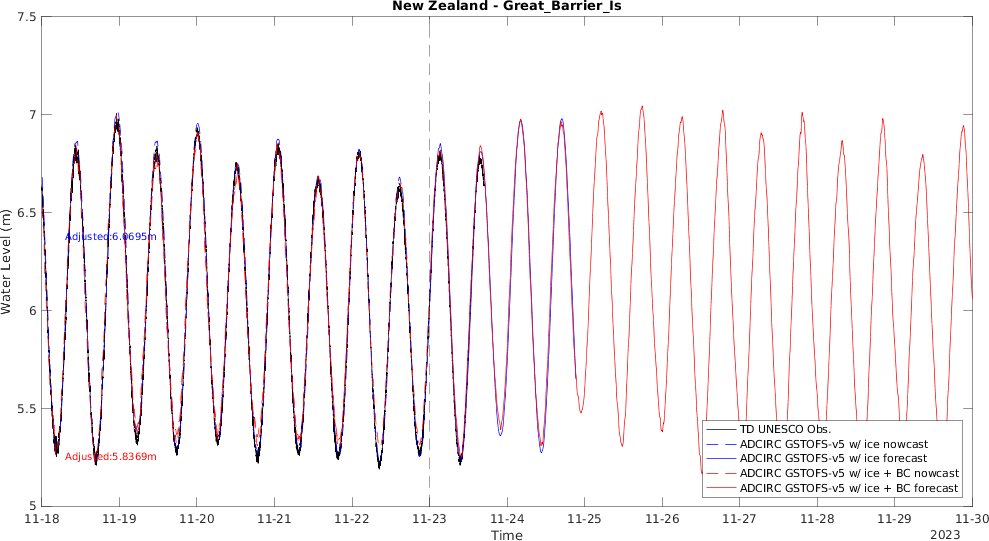 New Zealand - Great_Barrier_Is
7.5
7
6.5
6
5.5
5
Water Level (m)
Adjusted:6.0695m
Adjusted:5.8369m
TD UNESCO Obs.
ADCIRC GSTOFS-v5 w/ ice nowcast
ADCIRC GSTOFS-v5 w/ ice forecast
ADCIRC GSTOFS-v5 w/ ice + BC nowcast
ADCIRC GSTOFS-v5 w/ ice + BC forecast
11-18 11-19 11-20 11-21 11-22 11-23 11-24 11-25 11-26 11-27 11-28 11-29 11-30
Time
2023